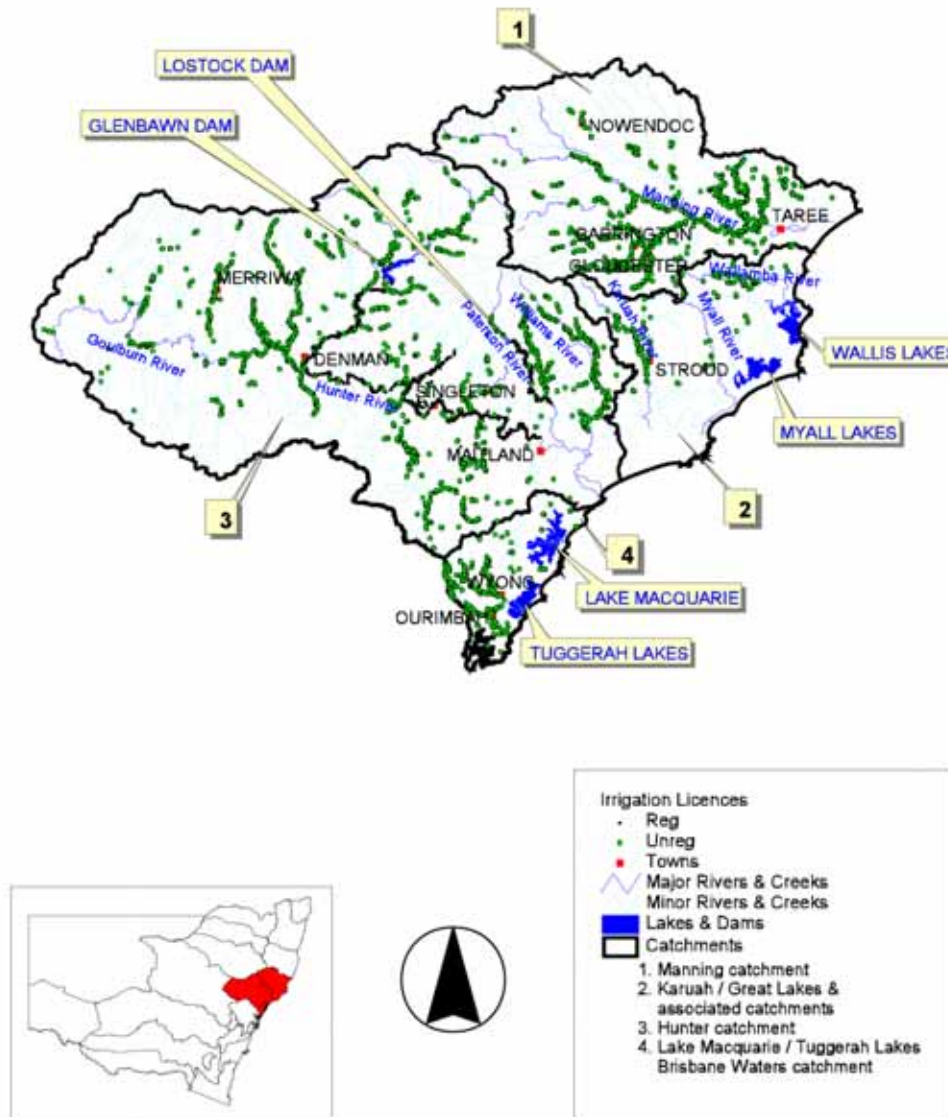 1
LOSTOCK DAM
GLENBAWN DAM
NOWENDOC
Manning River
TAREE
BARRINGTON
GLOUCESTER
Wallamba River
MERRIWA
Karuah River
Myall River
Williams River
Paterson River
Goulburn River
DENMAN
WALLIS LAKES
STROUD
SINGLETON
Hunter River
MYALL LAKES
MAITLAND
3
2
4
WYONG
LAKE MACQUARIE
OURIMBAH
TUGGERAH LAKES
Irrigation Licences
Reg
Unreg
Towns
Major Rivers & Creeks
Minor Rivers & Creeks
Lakes & Dams
Catchments
1. Manning catchment
2. Karuah / Great Lakes &
associated catchments
3. Hunter catchment
4. Lake Macquarie / Tuggerah Lakes
Brisbane Waters catchment